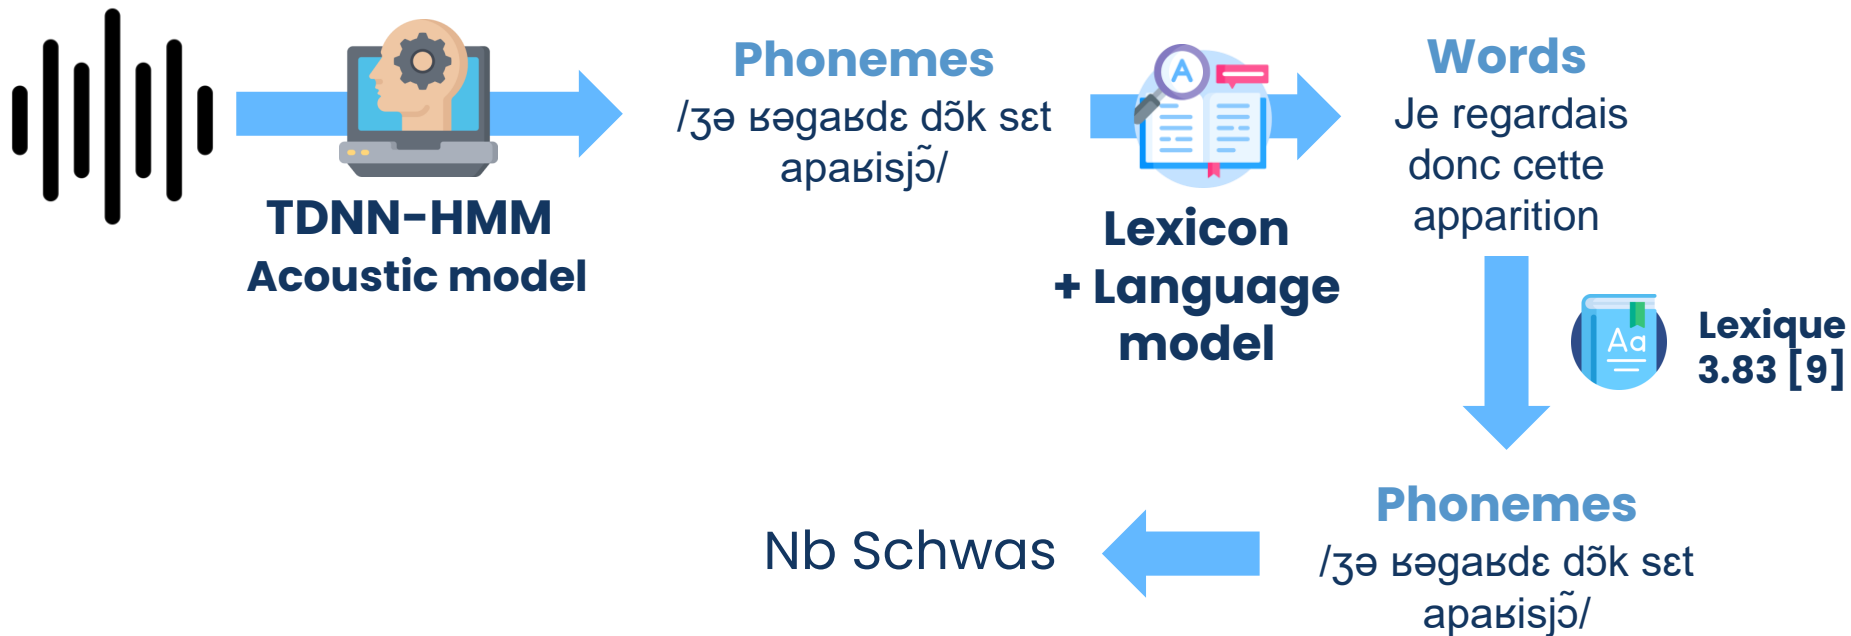 TDNN-HMM
Acoustic model
Phonemes
/ʒə ʁəgaʁdɛ dɔ̃k sɛt
apaʁisjɔ̃/
A
Lexicon
+ Language
model
Words
Je regardais
donc cette
apparition
Aa
Lexique
3.83 [9]
Phonemes
/ʒə ʁəgaʁdɛ dɔ̃k sɛt
apaʁisjɔ̃/
Nb Schwas